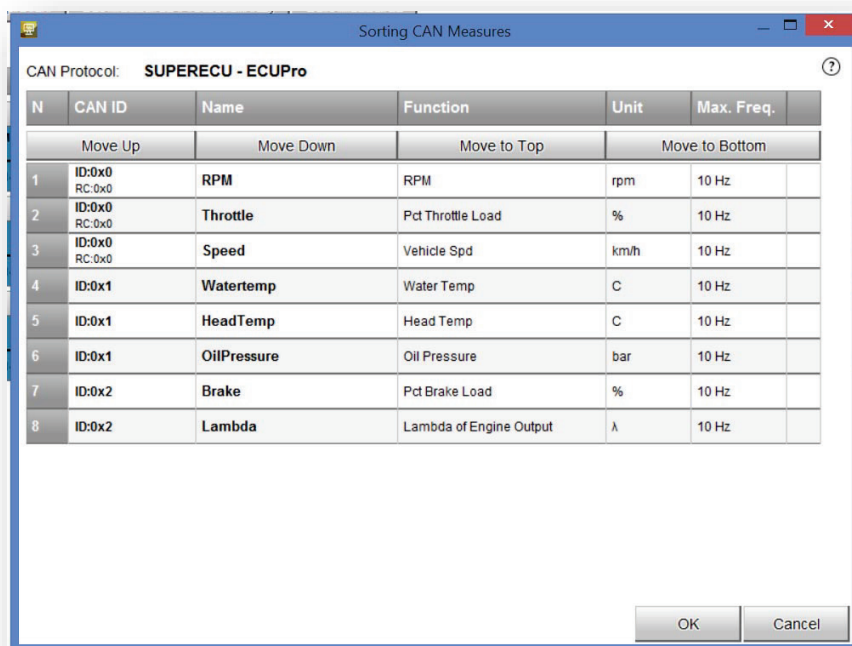 Sorting CAN Measures
CAN Protocol: SUPERECU - ECUPro
N CAN ID Name Function Unit Max. Freq.
Move Up Move Down Move to Top Move to Bottom
1 ID:0x0 RC:0x0 RPM RPM rpm 10 Hz
2 ID:0x0 RC:0x0 Throttle Pct Throttle Load % 10 Hz
3 ID:0x0 RC:0x0 Speed Vehicle Spd km/h 10 Hz
4 ID:0x1 Watertemp Water Temp C 10 Hz
5 ID:0x1 HeadTemp Head Temp C 10 Hz
6 ID:0x1 OilPressure Oil Pressure bar 10 Hz
7 ID:0x2 Brake Pct Brake Load % 10 Hz
8 ID:0x2 Lambda Lambda of Engine Output λ 10 Hz
OK Cancel